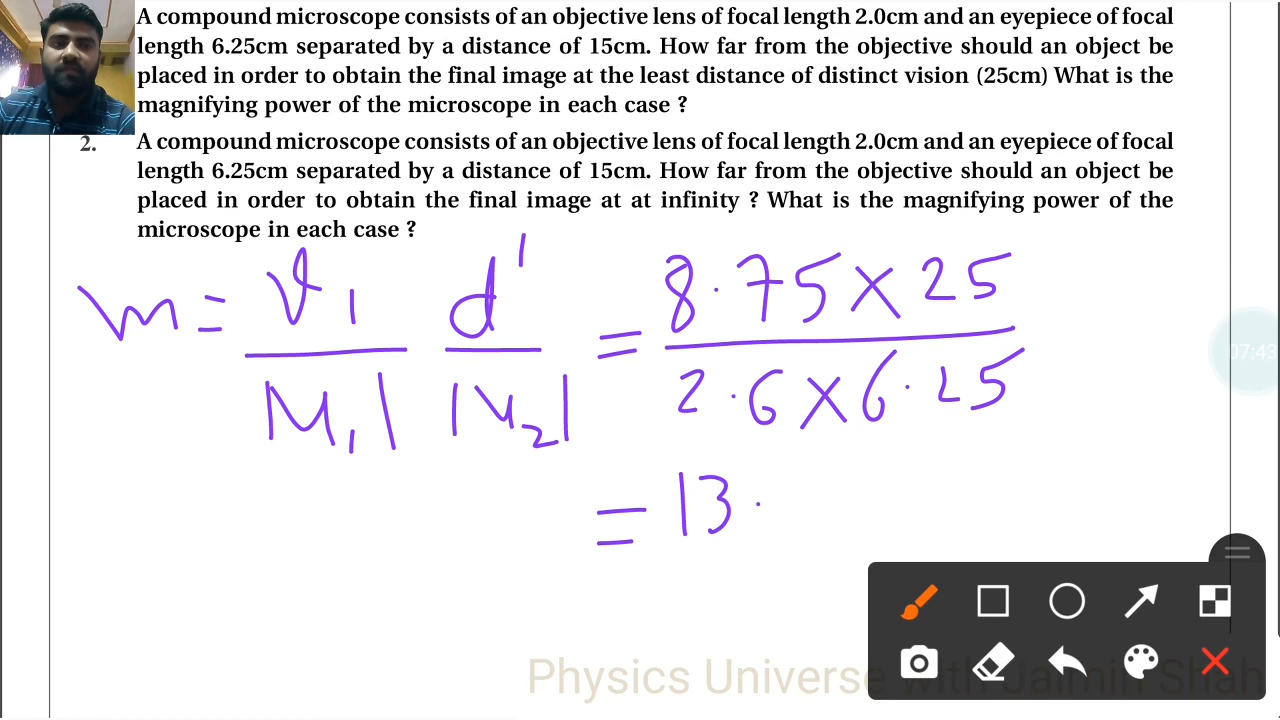 A compound microscope consists of an objective lens of focal length 2.0cm and an eyepiece of focal
length 6.25cm separated by a distance of 15cm. How far from the objective should an object be
placed in order to obtain the final image at the least distance of distinct vision (25cm) What is the
magnifying power of the microscope in each case ?
2. A compound microscope consists of an objective lens of focal length 2.0cm and an eyepiece of focal
length 6.25cm separated by a distance of 15cm. How far from the objective should an object be
placed in order to obtain the final image at at infinity ? What is the magnifying power of the
microscope in each case ?
m = v1/|u1| d'/|u2| = 8.75 × 25/2.6 × 6.25
= 13.
07:43
Physics Universe with Jaimin Shah